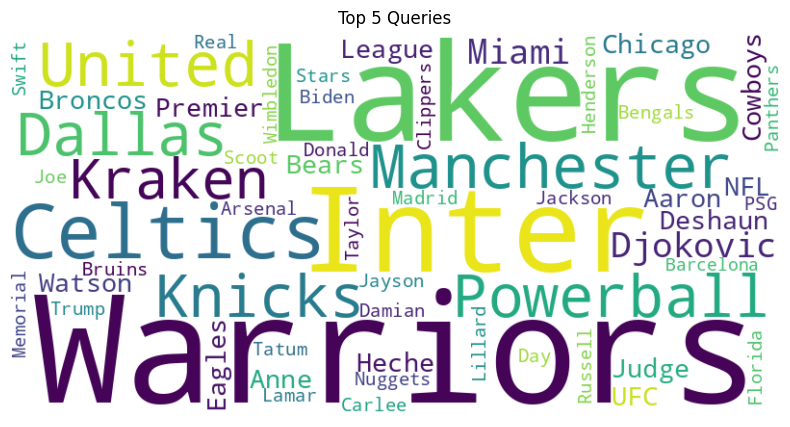 Top 5 Queries
Swift
United
Real
Wimbledon
Lakers
League
Miami
Chicago
Cowboys
Stars
Clippers
Henderson
Panthers
Broncos
Premier
Biden
Bengals
Dallas
Scoot
Donald
Bears
Manchester
Joe
Kraken
NFL
Madrid
Jackson
Aaron
PSG
Celtics
Arsenal
Taylor
Inter
Deshaun
Djokovic
Bruins
Barcelona
Memorial
Watson
Knicks
Jayson
Powerball
Trump
Warriors
Damian
Eagles
Lillard
Russell
Florida
Tatum
Heche
Day
Judge
Anne
Nuggets
Lamar
Carlee
UFC